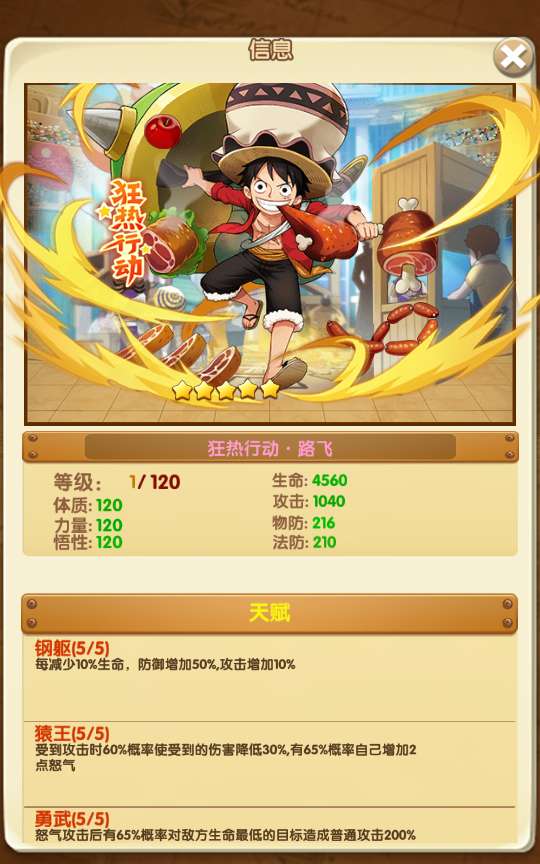 信息
狂热行动
狂热行动·路飞
等级: 1/120
体质: 120
力量: 120
悟性: 120
生命: 4560
攻击: 1040
物防: 216
法防: 210
天赋
钢躯(5/5)
每减少10%生命，防御增加50%,攻击增加10%
猿王(5/5)
受到攻击时60%概率使受到的伤害降低30%,有65%概率自己增加2
点怒气
勇武(5/5)
怒气攻击后有65%概率对敌方生命最低的目标造成普通攻击200%